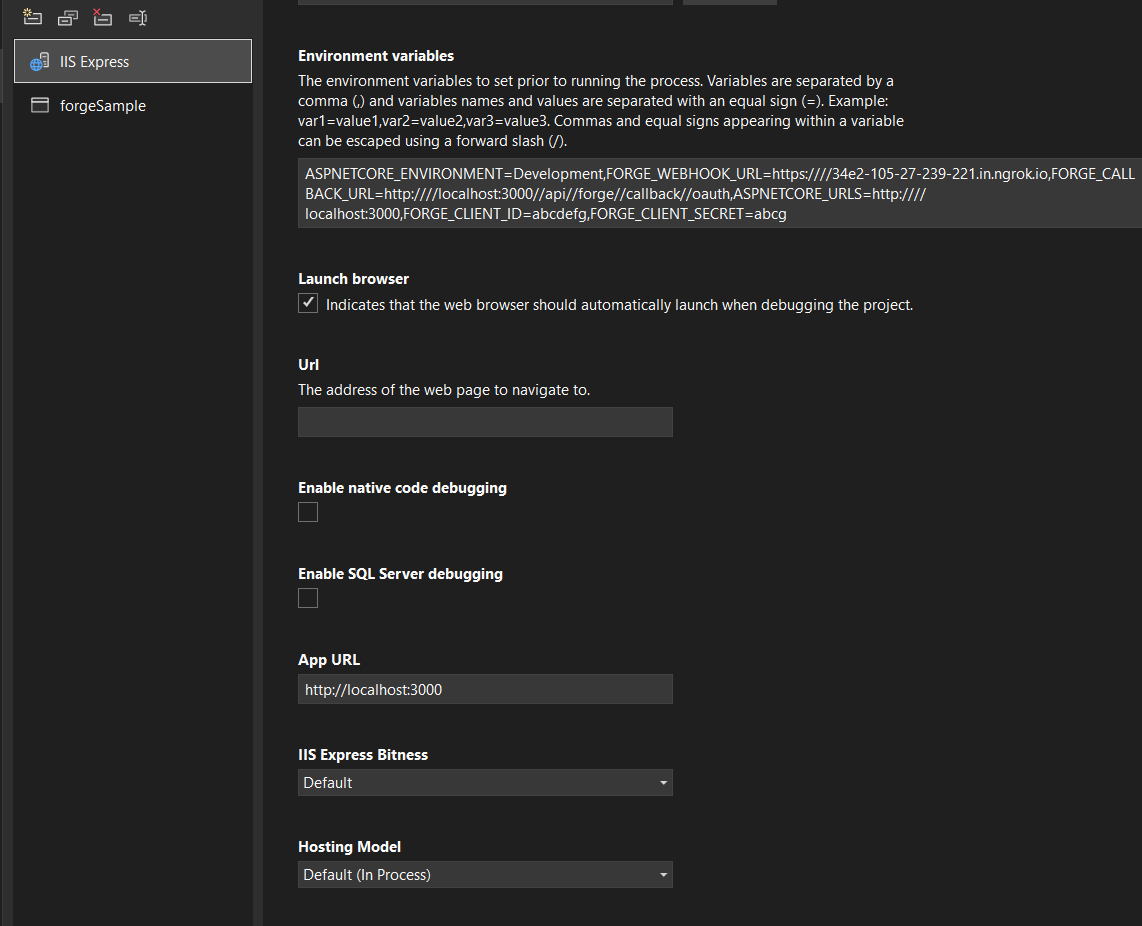 IIS Express
forgeSample
Environment variables
The environment variables to set prior to running the process. Variables are separated by a
comma (,) and variables names and values are separated with an equal sign (=). Example:
var1=value1,var2=value2,var3=value3. Commas and equal signs appearing within a variable
can be escaped using a forward slash (/).
ASPNETCORE_ENVIRONMENT=Development,FORGE_WEBHOOK_URL=https:////34e2-105-27-239-221.in.ngrok.io,FORGE_CALL
BACK_URL=http:////localhost:3000//api//forge//callback//oauth,ASPNETCORE_URLS=http:////
localhost:3000,FORGE_CLIENT_ID=abcdefg,FORGE_CLIENT_SECRET=abcg
Launch browser
Indicates that the web browser should automatically launch when debugging the project.
Url
The address of the web page to navigate to.
Enable native code debugging
Enable SQL Server debugging
App URL
http://localhost:3000
IIS Express Bitness
Default
Hosting Model
Default (In Process)